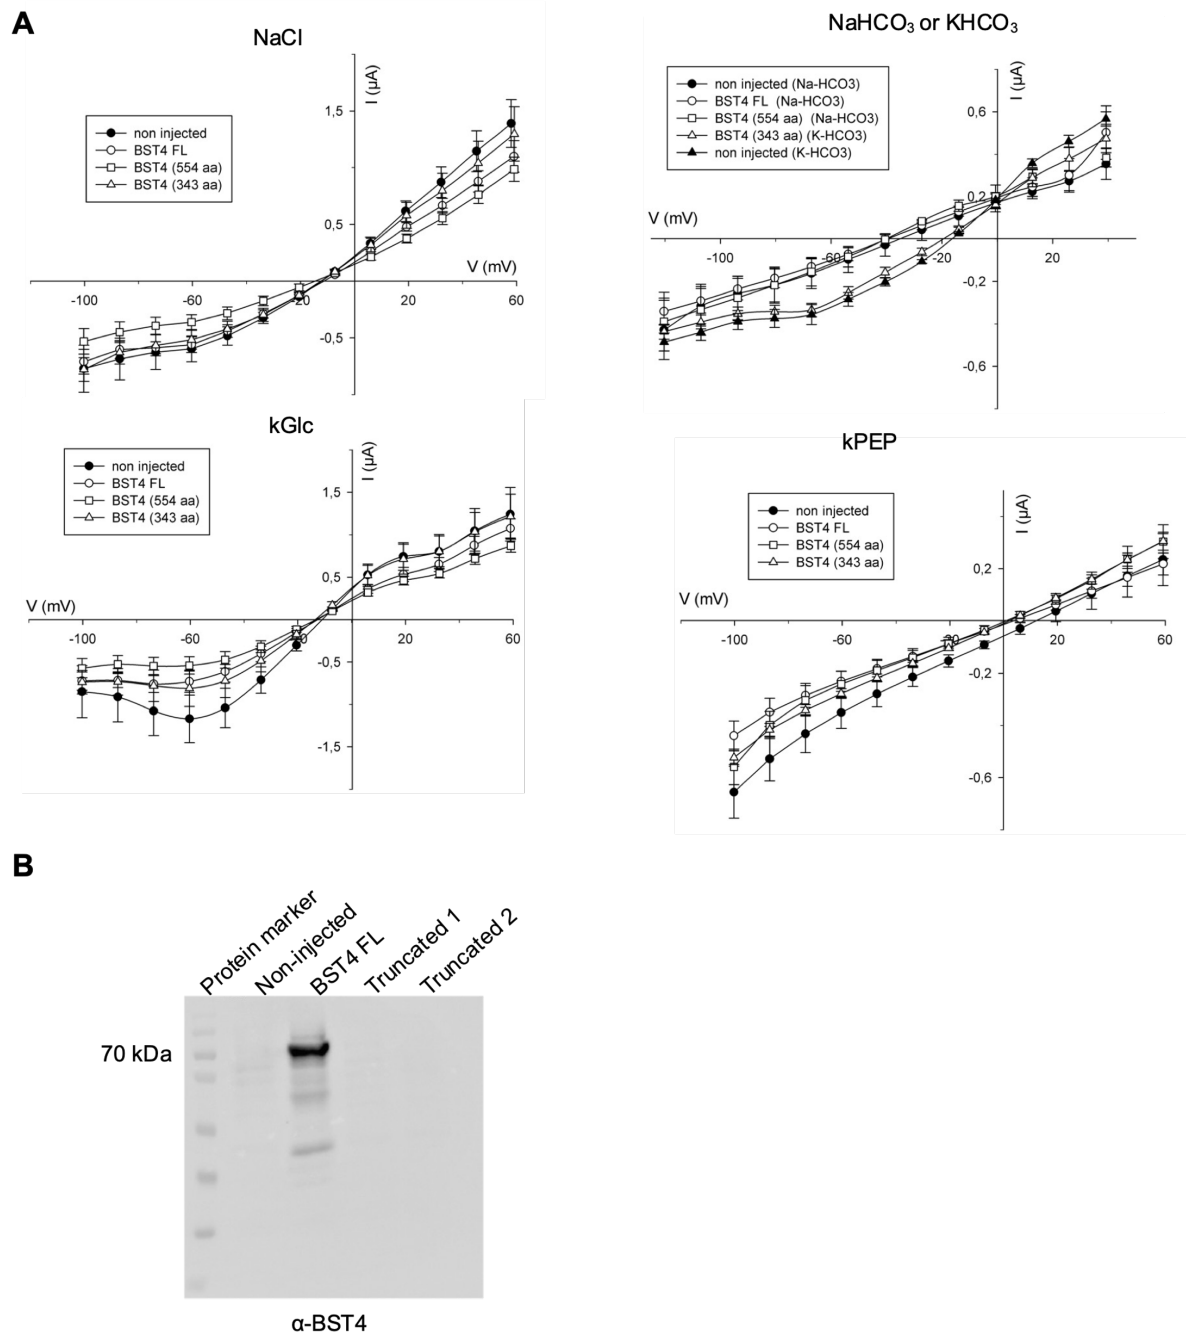 A
NaCl
I (µA)
1,5
non injected
BST4 FL
BST4 (554 aa)
BST4 (343 aa)
0,5
V (mV)
-100
-60
20
60
-0,5
NaHCO₃ or KHCO₃
I (µA)
non injected (Na-HCO3)
BST4 FL (Na-HCO3)
BST4 (554 aa) (Na-HCO3)
BST4 (343 aa) (K-HCO3)
non injected (K-HCO3)
0,6
0,2
V (mV)
-100
-60
-20
20
-0,2
-0,6
kGlc
I (µA)
non injected
BST4 FL
BST4 (554 aa)
BST4 (343 aa)
1,5
0,5
V (mV)
-100
-60
-20
20
60
-0,5
-1,5
kPEP
I (µA)
non injected
BST4 FL
BST4 (554 aa)
BST4 (343 aa)
0,2
V (mV)
-100
-60
-20
20
60
-0,2
-0,6
B
Protein marker
Non-injected
BST4 FL
Truncated 1
Truncated 2
70 kDa
α-BST4